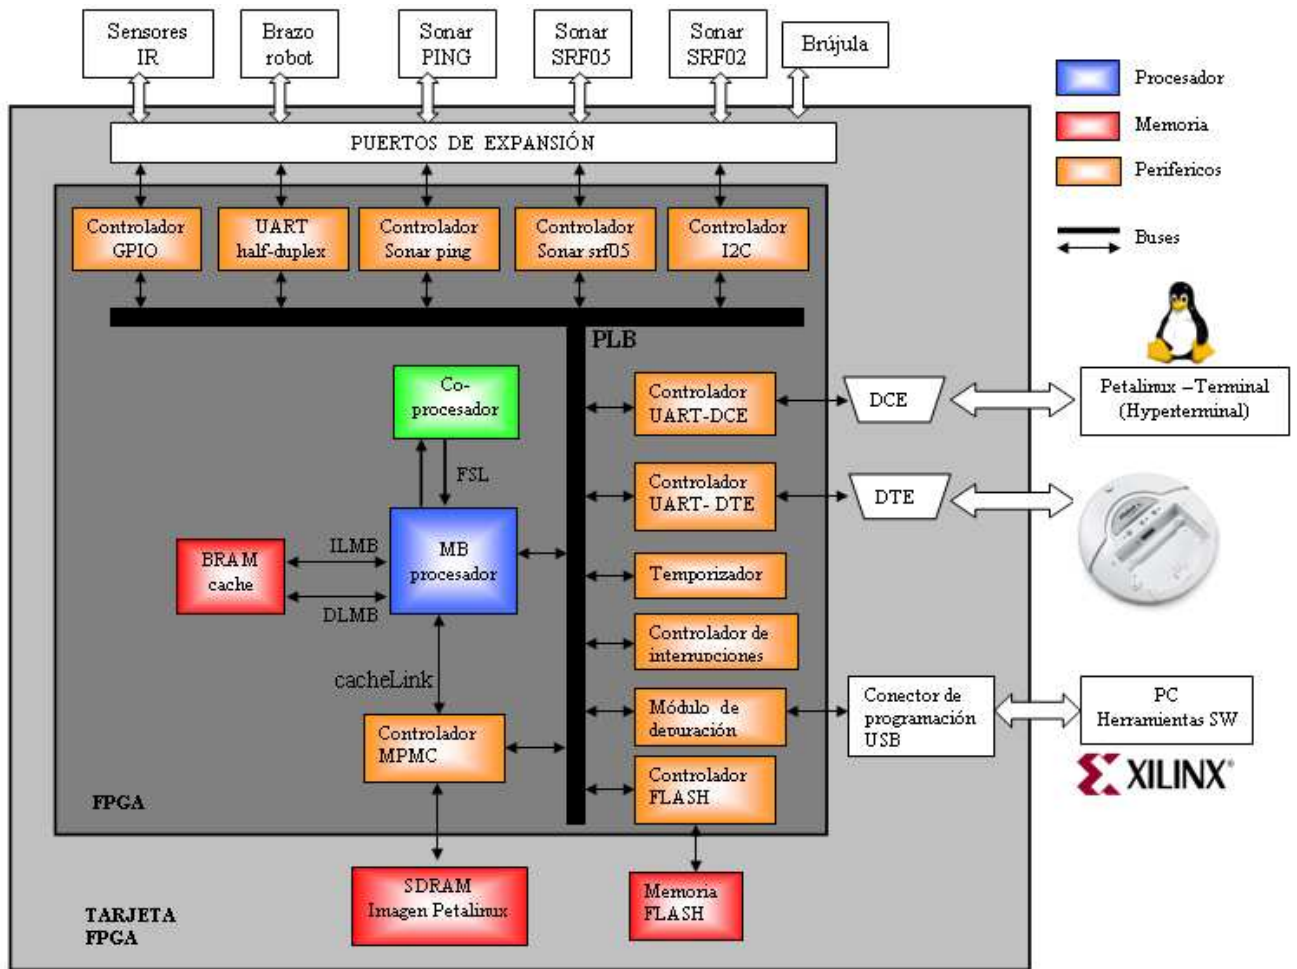 Sensores
IR
Brazo
robot
Sonar
PING
Sonar
SRF05
Sonar
SRF02
Brújula
Procesador
Memoria
Perifericos
Buses
PUERTOS DE EXPANSIÓN
Controlador
GPIO
UART
half-duplex
Controlador
Sonar ping
Controlador
Sonar srf05
Controlador
I2C
PLB
Co-
procesador
FSL
MB
procesador
ILMB
DLMB
BRAM
cache
cacheLink
Controlador
MPMC
Controlador
UART-DCE
Controlador
UART- DTE
Temporizador
Controlador de
interrupciones
Módulo de
depuración
Controlador
FLASH
DCE
DTE
Conector de
programación
USB
Petalinux –Terminal
(Hyperterminal)
PC
Herramientas SW
XILINX®
FPGA
SDRAM
Imagen Petalinux
Memoria
FLASH
TARJETA
FPGA